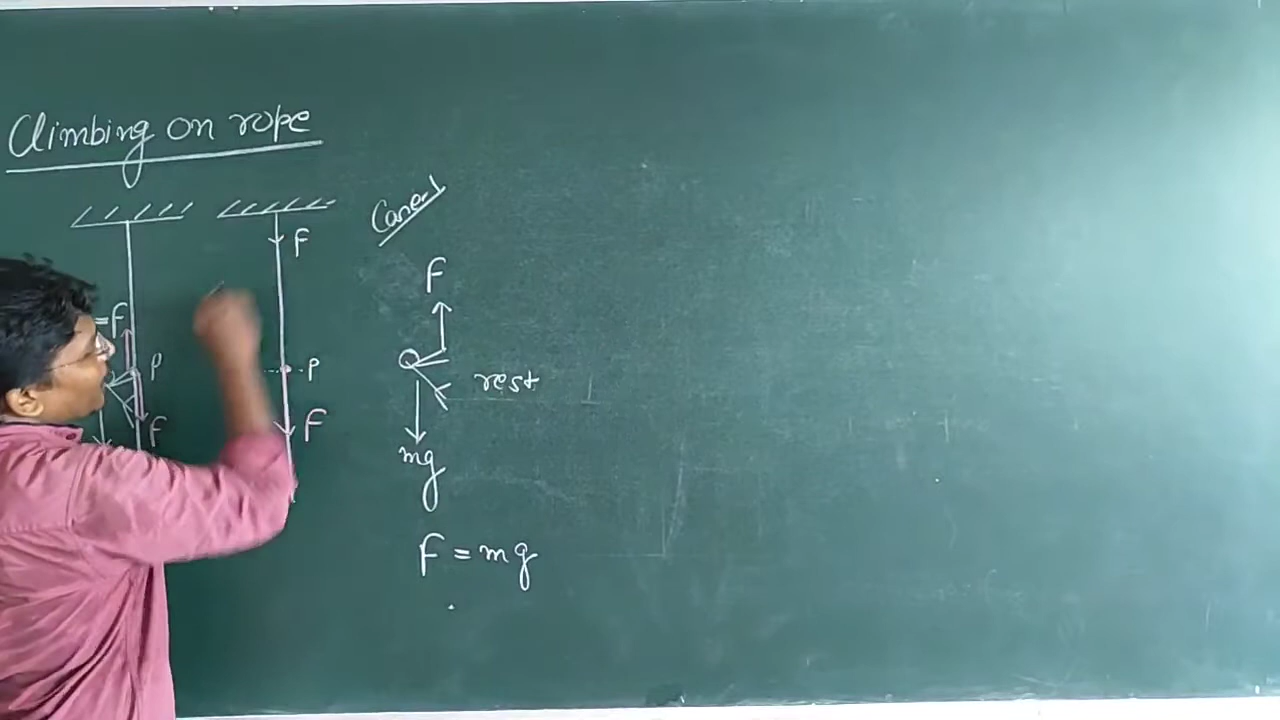 Climbing on rope
=F
P
F
F
P
F
Case-1
F
rest
mg
F = mg